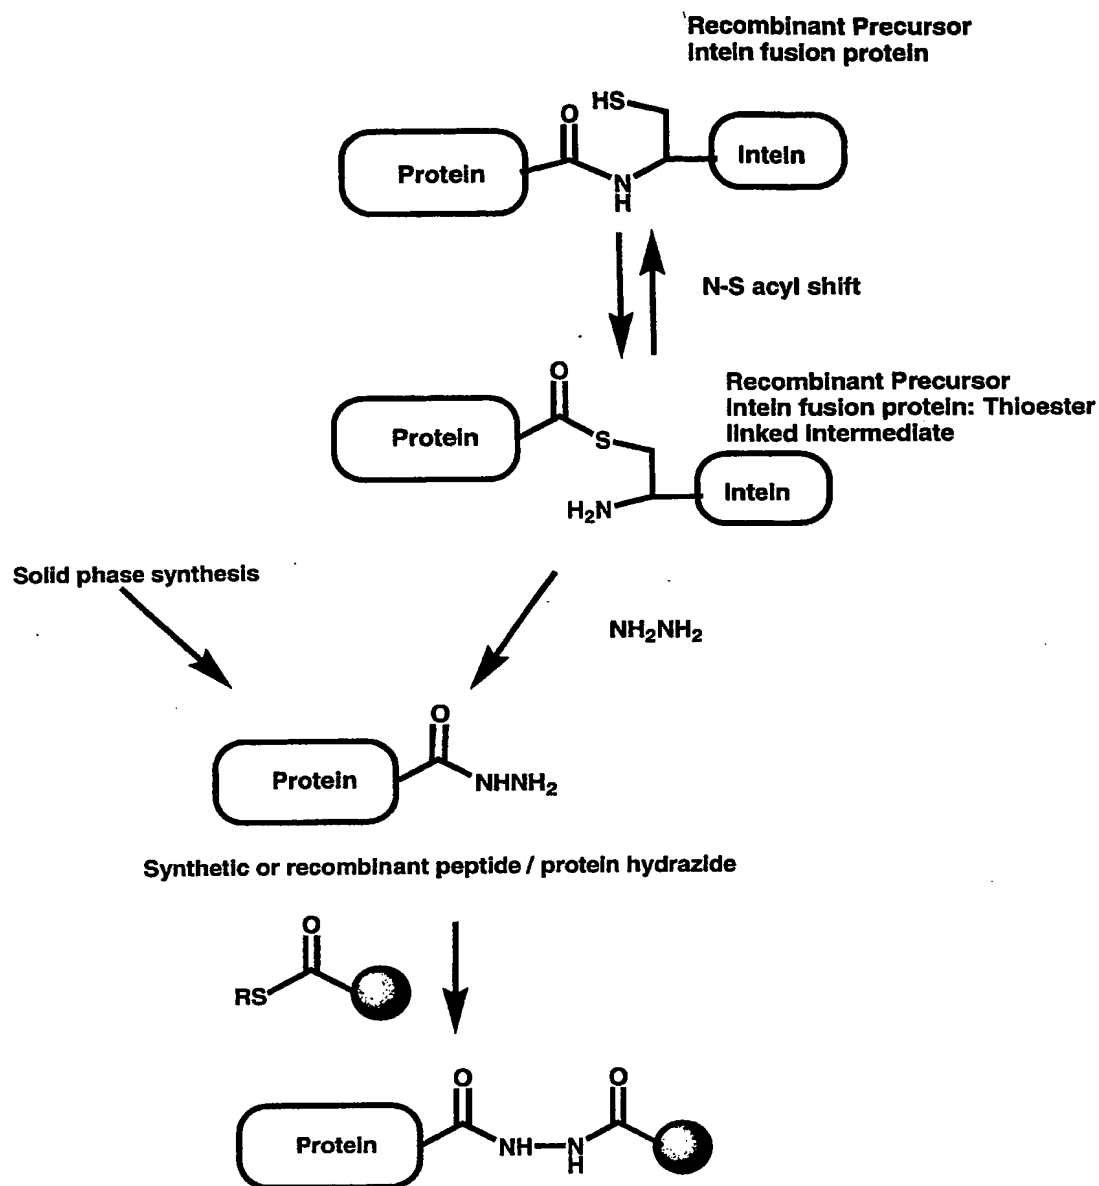 Recombinant Precursor
Intein fusion protein
HS
O
Protein
Intein
N
H
N-S acyl shift
O
Recombinant Precursor
Intein fusion protein: Thioester
linked Intermediate
Protein
S
Intein
H₂N
Solid phase synthesis
NH₂NH₂
O
Protein
NHNH₂
Synthetic or recombinant peptide / protein hydrazide
O
RS
O
O
Protein
NH
N
H